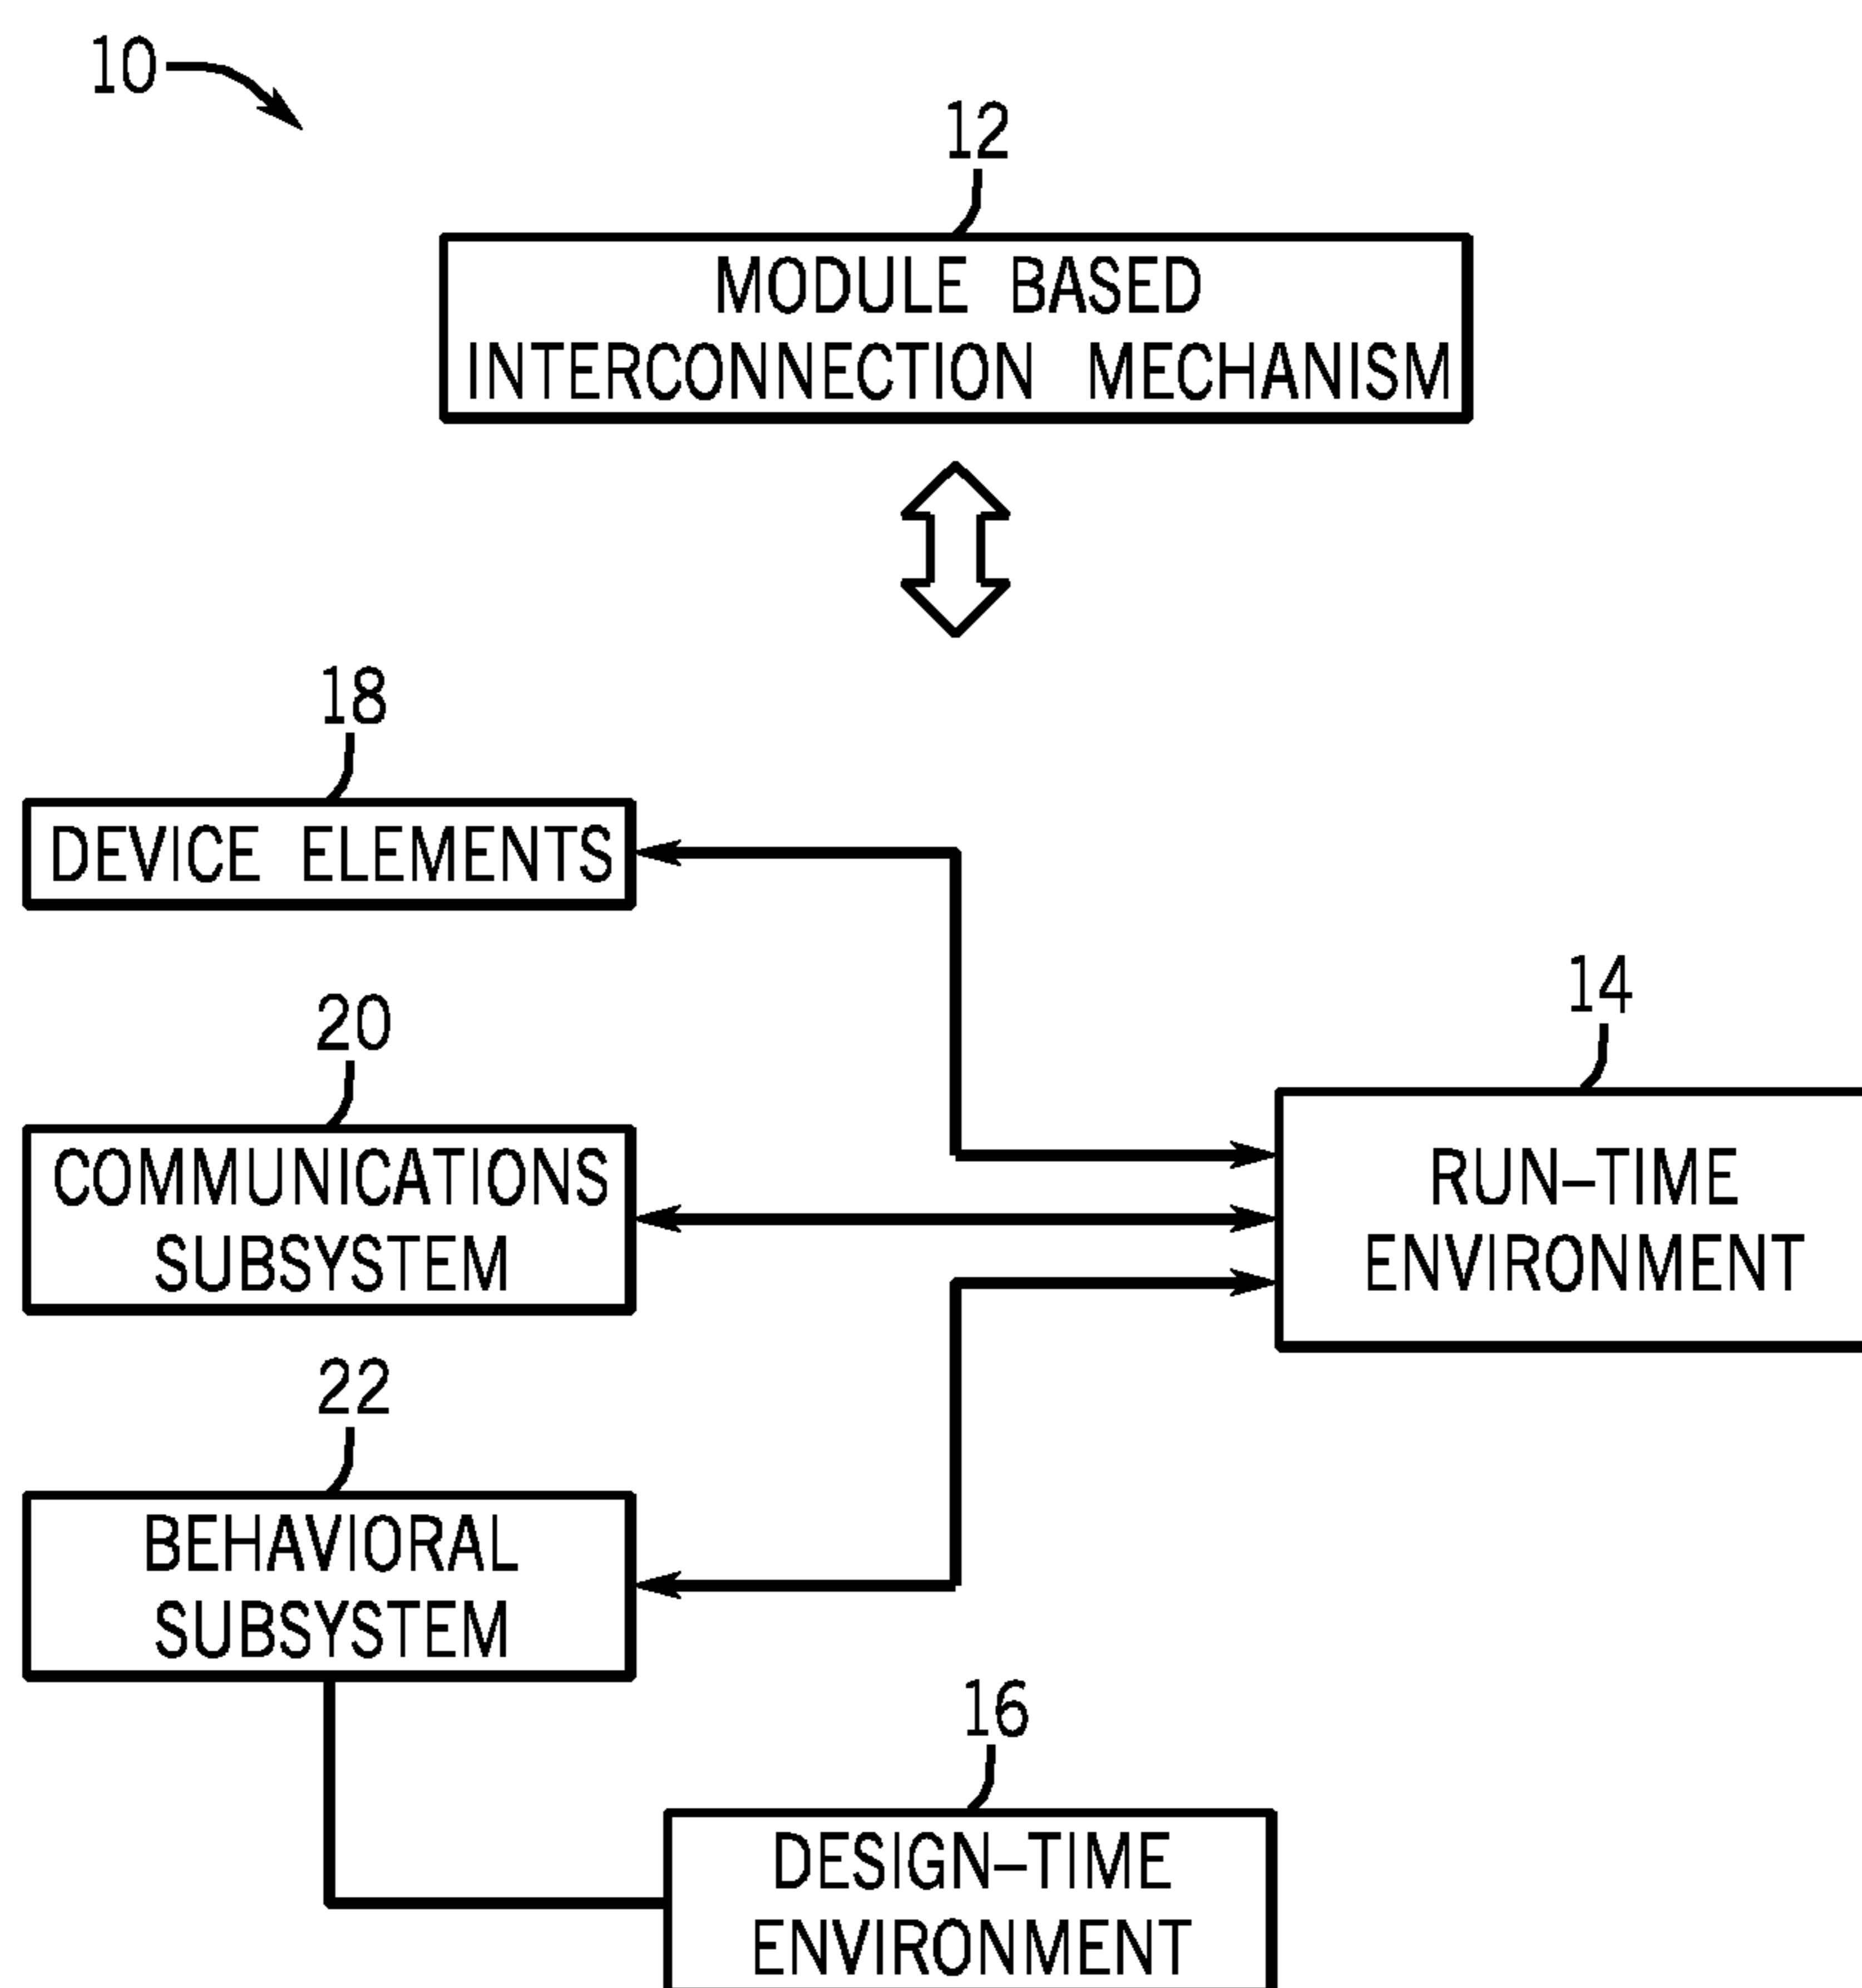 10
12
MODULE BASED
INTERCONNECTION MECHANISM
18
DEVICE ELEMENTS
20
COMMUNICATIONS
SUBSYSTEM
14
RUN-TIME
ENVIRONMENT
22
BEHAVIORAL
SUBSYSTEM
16
DESIGN-TIME
ENVIRONMENT